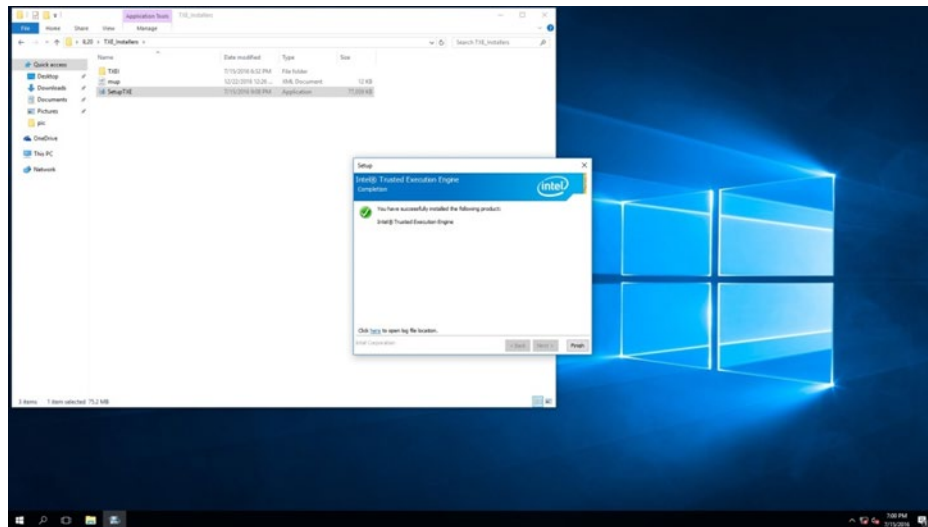 Application Tools
TXE_Installers
File
Home
Share
View
Manage
TXE_Installers
Search TXE_Installers
Name
Date modified
Type
Size
Quick access
Desktop
Downloads
Documents
Pictures
pic
OneDrive
This PC
Network
TXEI
File folder
mup
XML Document
12 KB
SetupTXE
Application
3 items
1 item selected 75.2 MB
Setup
Intel® Trusted Execution Engine
Completion
intel
You have successfully installed the following product:
Intel® Trusted Execution Engine
Click here to open log file location.
Intel Corporation
< Back
Next >
Finish
7:00 PM
7/15/2016